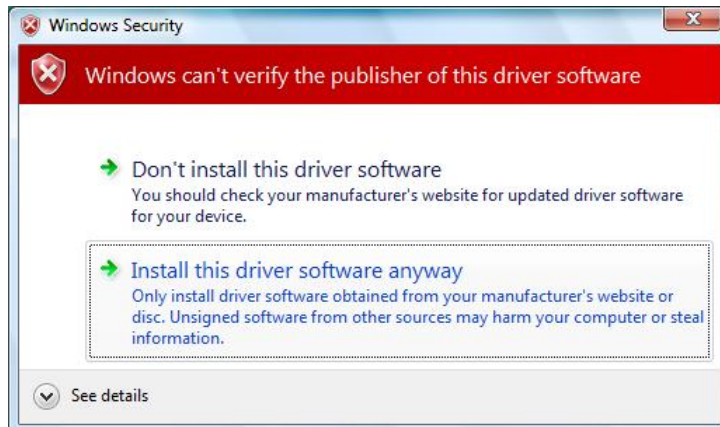 Windows Security
Windows can't verify the publisher of this driver software
Don't install this driver software
You should check your manufacturer's website for updated driver software
for your device.
Install this driver software anyway
Only install driver software obtained from your manufacturer's website or
disc. Unsigned software from other sources may harm your computer or steal
information.
See details